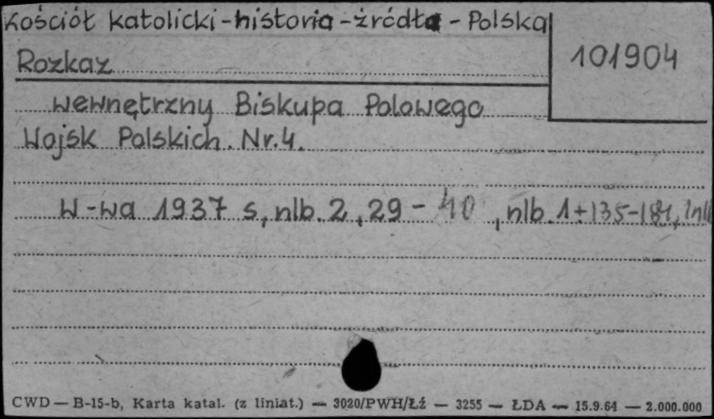 Kościół katolicki-historia-źródła-Polska
101904
Rozkaz
wewnętrzny Biskupa Polowego
Wojsk Polskich. Nr.4.
W-wa 1937 s, nlb. 2, 29-40, nlb. 1+135-181,
CWD — B-15-b, Karta katal. (z liniat.) — 3020/PWH/Łź — 3255 — ŁDA — 15.9.64 — 2.000.000